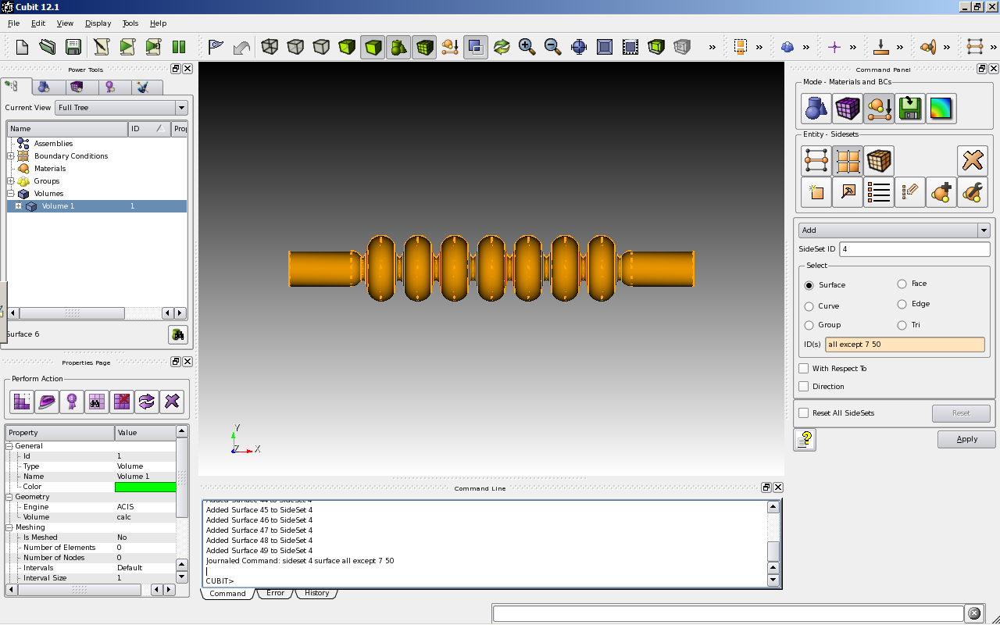 Cubit 12.1
File Edit View Display Tools Help
Power Tools
Current View Full Tree
Name ID Prop
Assemblies
Boundary Conditions
Materials
Groups
Volumes
Volume 1 1
Surface 6
Properties Page
Perform Action
Property Value
General
Id 1
Type Volume
Name Volume 1
Color
Geometry
Engine ACIS
Volume calc
Meshing
Is Meshed No
Number of Elements 0
Number of Nodes 0
Intervals Default
Interval Size 1
Y
Z X
Command Line
Added Surface 44 to SideSet 4
Added Surface 45 to SideSet 4
Added Surface 46 to SideSet 4
Added Surface 47 to SideSet 4
Added Surface 48 to SideSet 4
Added Surface 49 to SideSet 4
Journaled Command: sideset 4 surface all except 7 50
CUBIT>
Command Error History
Command Panel
Mode - Materials and BCs
Entity - Sidesets
Add
SideSet ID 4
Select
Surface Face
Curve Edge
Group Tri
ID(s) all except 7 50
With Respect To
Direction
Reset All SideSets Reset
Apply